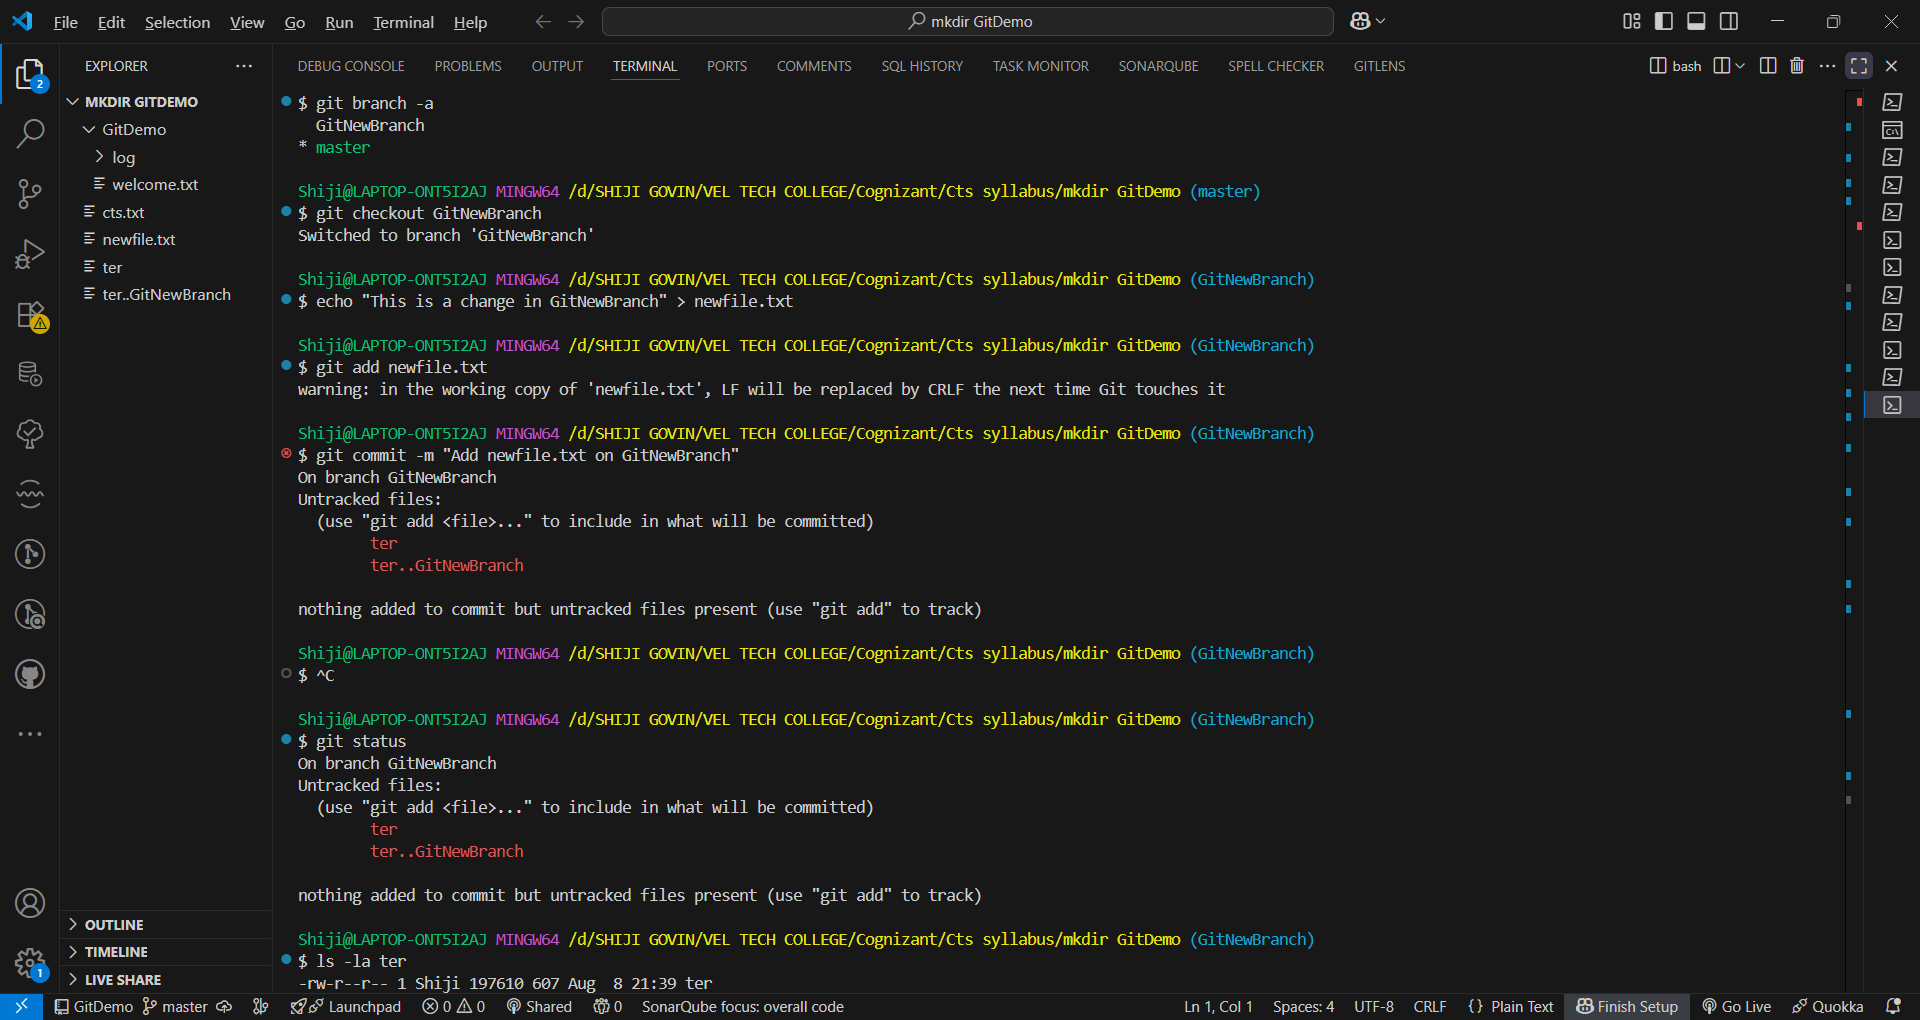 File Edit Selection View Go Run Terminal Help
mkdir GitDemo
EXPLORER
2
MKDIR GITDEMO
GitDemo
log
welcome.txt
cts.txt
newfile.txt
ter
ter..GitNewBranch
OUTLINE
TIMELINE
LIVE SHARE
1
DEBUG CONSOLE PROBLEMS OUTPUT TERMINAL PORTS COMMENTS SQL HISTORY TASK MONITOR SONARQUBE SPELL CHECKER GITLENS
bash
$ git branch -a
GitNewBranch
* master
Shiji@LAPTOP-ONT5I2AJ MINGW64 /d/SHIJI GOVIN/VEL TECH COLLEGE/Cognizant/Cts syllabus/mkdir GitDemo (master)
$ git checkout GitNewBranch
Switched to branch 'GitNewBranch'
Shiji@LAPTOP-ONT5I2AJ MINGW64 /d/SHIJI GOVIN/VEL TECH COLLEGE/Cognizant/Cts syllabus/mkdir GitDemo (GitNewBranch)
$ echo "This is a change in GitNewBranch" > newfile.txt
Shiji@LAPTOP-ONT5I2AJ MINGW64 /d/SHIJI GOVIN/VEL TECH COLLEGE/Cognizant/Cts syllabus/mkdir GitDemo (GitNewBranch)
$ git add newfile.txt
warning: in the working copy of 'newfile.txt', LF will be replaced by CRLF the next time Git touches it
Shiji@LAPTOP-ONT5I2AJ MINGW64 /d/SHIJI GOVIN/VEL TECH COLLEGE/Cognizant/Cts syllabus/mkdir GitDemo (GitNewBranch)
$ git commit -m "Add newfile.txt on GitNewBranch"
On branch GitNewBranch
Untracked files:
(use "git add <file>..." to include in what will be committed)
ter
ter..GitNewBranch
nothing added to commit but untracked files present (use "git add" to track)
Shiji@LAPTOP-ONT5I2AJ MINGW64 /d/SHIJI GOVIN/VEL TECH COLLEGE/Cognizant/Cts syllabus/mkdir GitDemo (GitNewBranch)
$ ^C
Shiji@LAPTOP-ONT5I2AJ MINGW64 /d/SHIJI GOVIN/VEL TECH COLLEGE/Cognizant/Cts syllabus/mkdir GitDemo (GitNewBranch)
$ git status
On branch GitNewBranch
Untracked files:
(use "git add <file>..." to include in what will be committed)
ter
ter..GitNewBranch
nothing added to commit but untracked files present (use "git add" to track)
Shiji@LAPTOP-ONT5I2AJ MINGW64 /d/SHIJI GOVIN/VEL TECH COLLEGE/Cognizant/Cts syllabus/mkdir GitDemo (GitNewBranch)
$ ls -la ter
-rw-r--r-- 1 Shiji 197610 607 Aug  8 21:39 ter
GitDemo master Launchpad 0 0 Shared 0 SonarQube focus: overall code Ln 1, Col 1 Spaces: 4 UTF-8 CRLF {} Plain Text Finish Setup Go Live Quokka